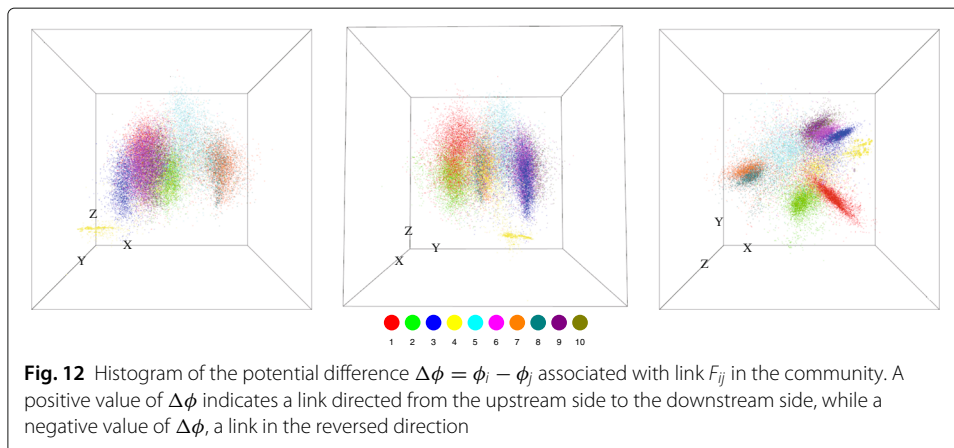 Z
X
Y
Z
X
Y
Y
X
Z
1 2 3 4 5 6 7 8 9 10
Fig. 12 Histogram of the potential difference Δϕ = ϕi − ϕj associated with link Fij in the community. A
positive value of Δϕ indicates a link directed from the upstream side to the downstream side, while a
negative value of Δϕ, a link in the reversed direction